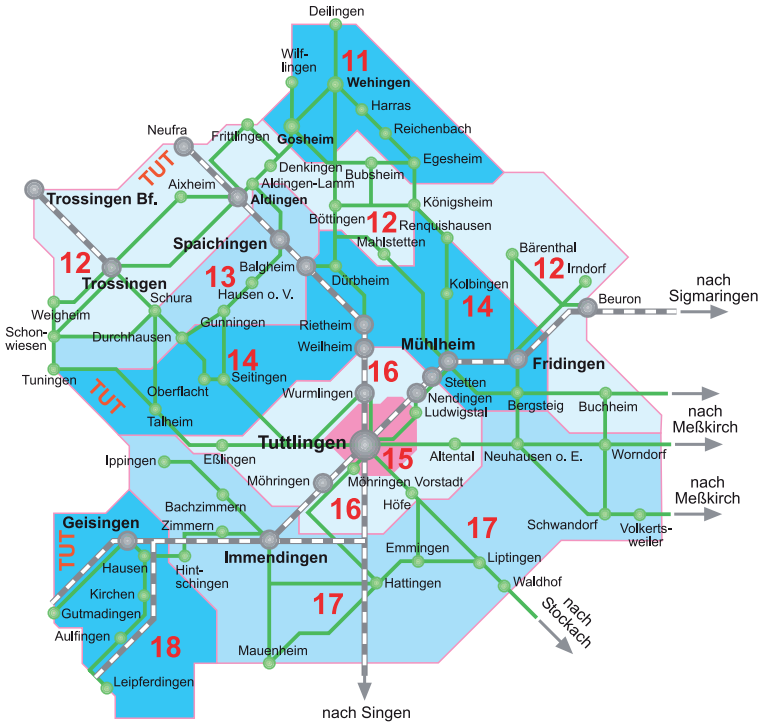 Deilingen
Wilf-
lingen
11
Wehingen
Harras
Neufra
Frittlingen
Gosheim
Reichenbach
TUT
Denkingen
Bubsheim
Egesheim
Aixheim
Aldingen-Lamm
Trossingen Bf.
Aldingen
Böttingen
12
Königsheim
Renquishausen
Spaichingen
Mahlstetten
Bärenthal
12
Irndorf
12
Trossingen
Balgheim
13
Dürbheim
Kolbingen
14
nach
Sigmaringen
Hausen o. V.
Beuron
Weigheim
Schura
Gunningen
Rietheim
Schon-
wiesen
Durchhausen
Weilheim
Mühlheim
14
Fridingen
Tuningen
TUT
Oberflacht
Seitingen
16
Stetten
Wurmlingen
Nendingen
Bergsteig
Buchheim
Ludwigstal
Talheim
nach
Meßkirch
Tuttlingen
15
Eßlingen
Altental
Neuhausen o. E.
Worndorf
Ippingen
Möhringen
Möhringen Vorstadt
nach
Meßkirch
Bachzimmern
16
Höfe
Geisingen
Zimmern
17
Schwandorf
Volkerts-
weiler
TUT
Immendingen
Emmingen
Hausen
Hint-
schingen
Liptingen
Kirchen
Hattingen
Waldhof
Gutmadingen
17
nach
Stockach
Aulfingen
18
Mauenheim
Leipferdingen
nach Singen